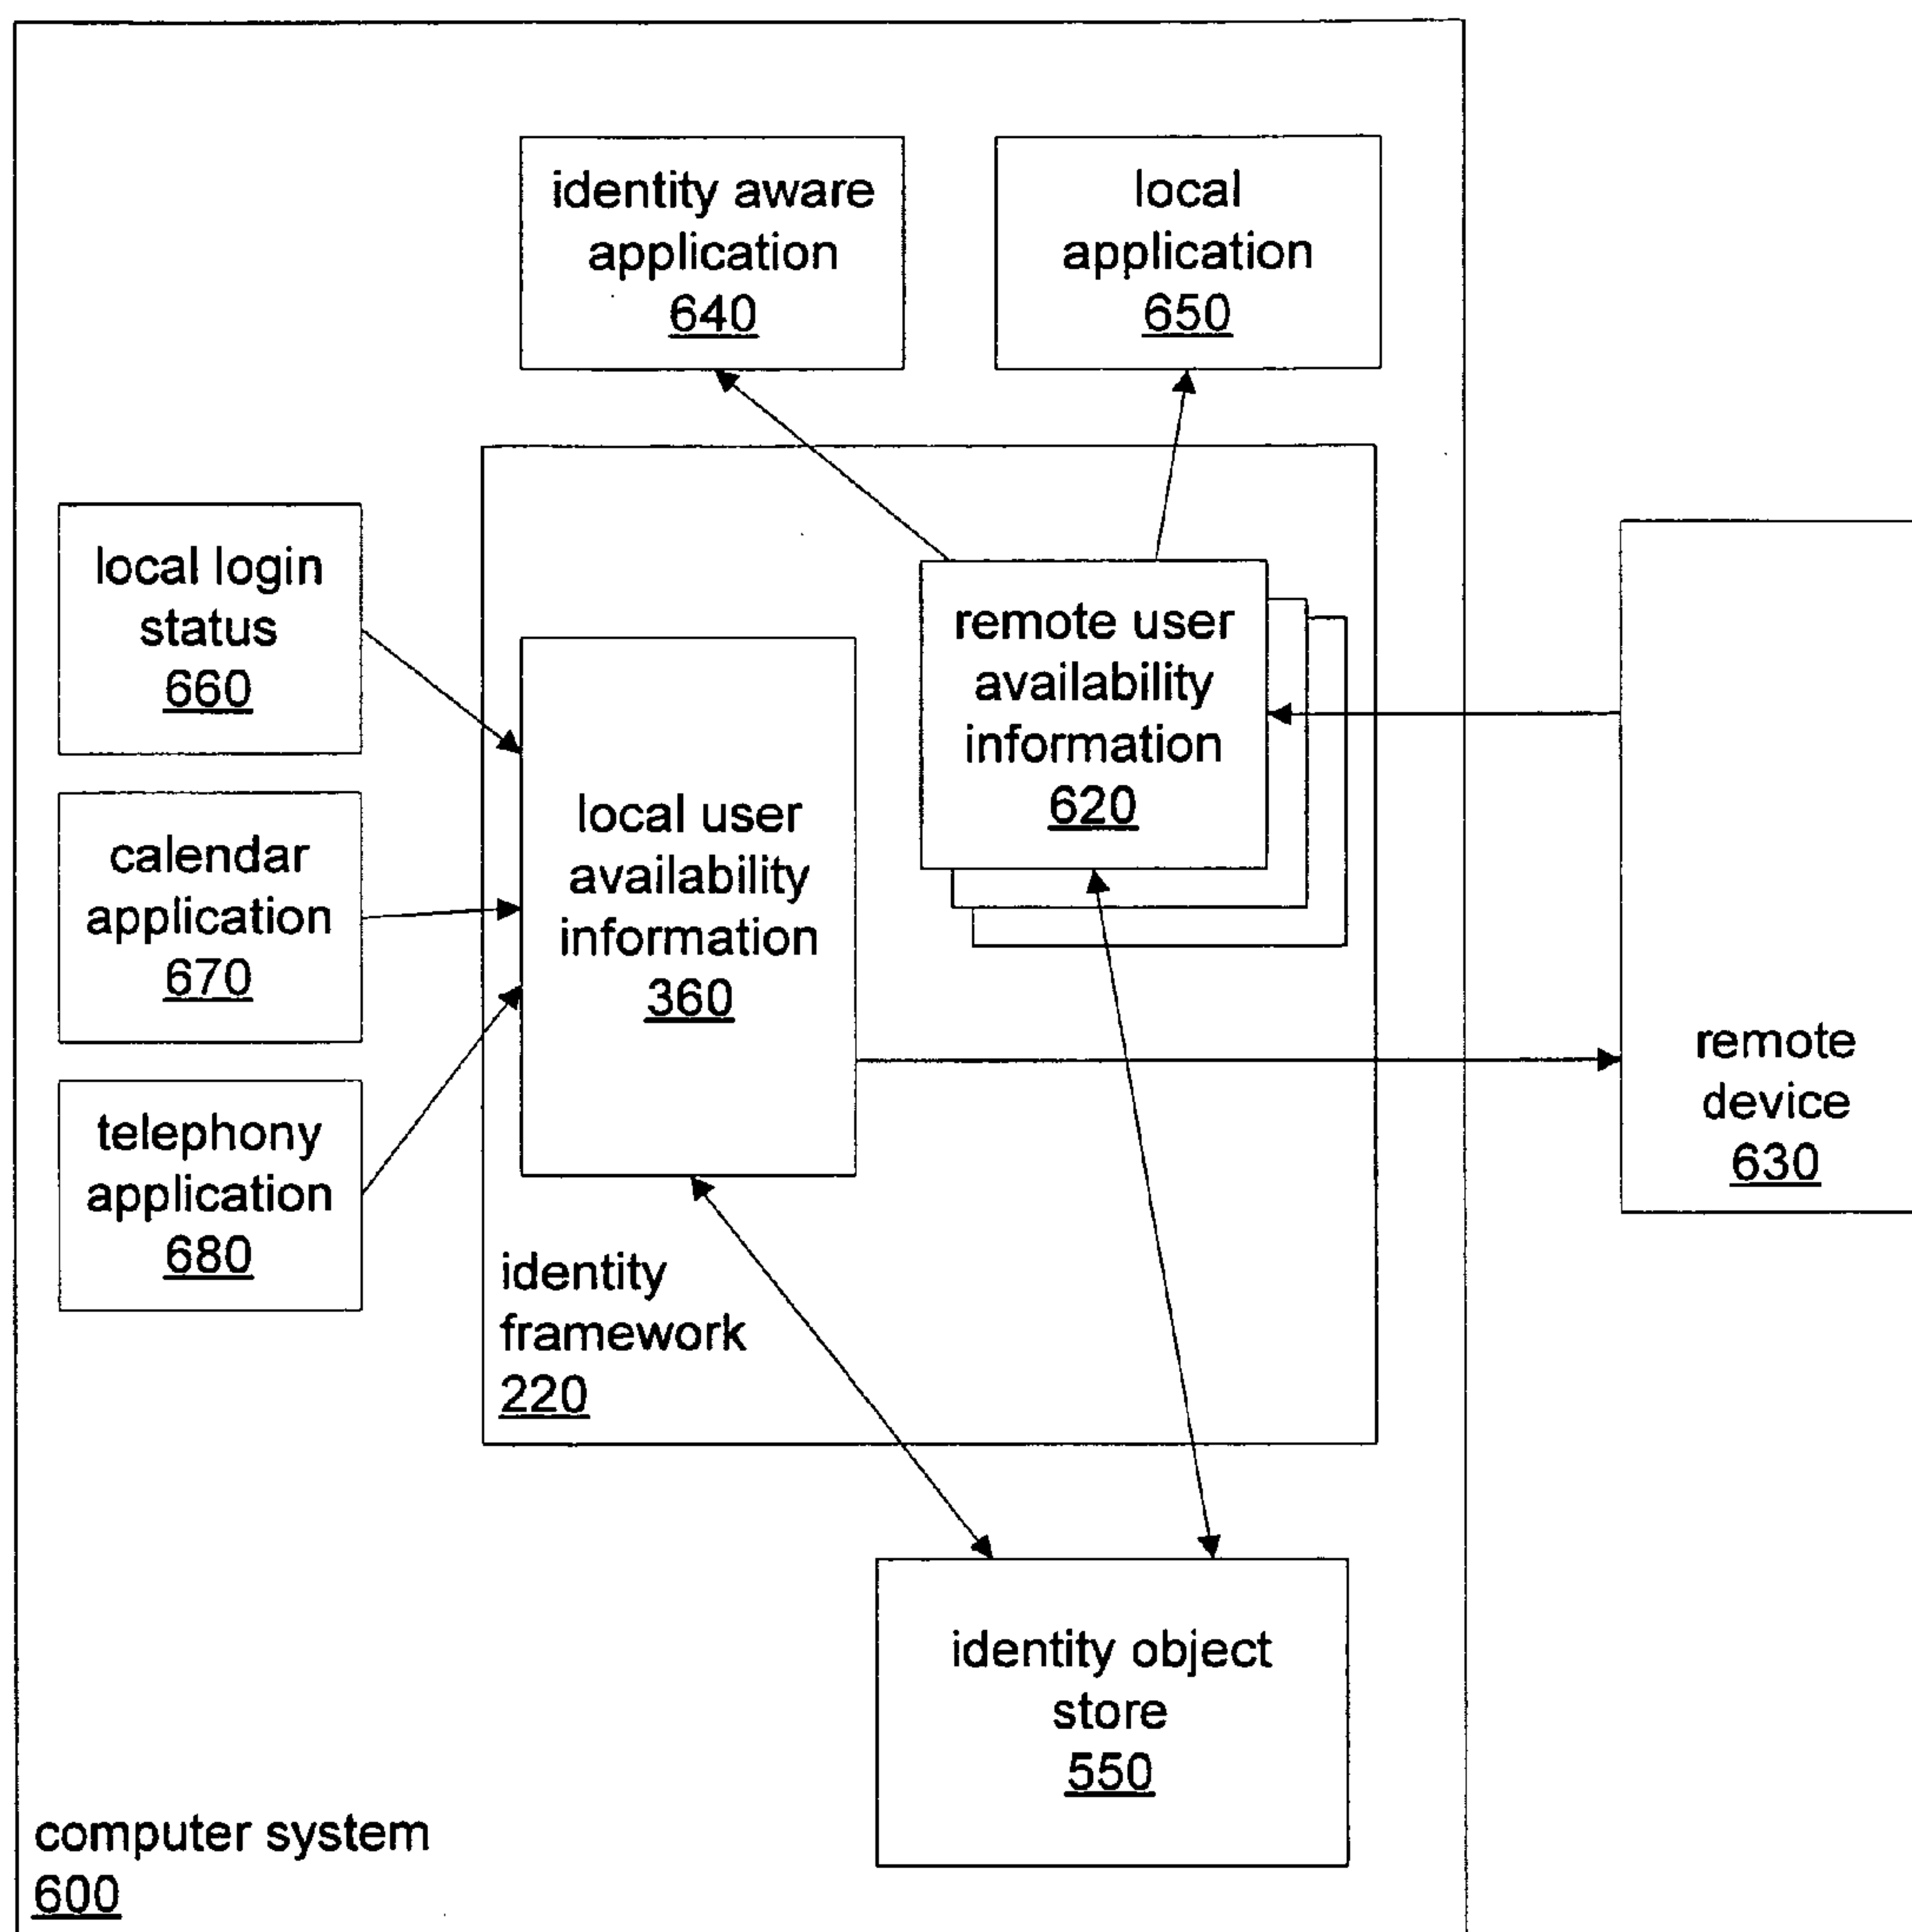 identity aware
application
640
local
application
650
local login
status
660
calendar
application
670
telephony
application
680
local user
availability
information
360
remote user
availability
information
620
remote
device
630
identity
framework
220
identity object
store
550
computer system
600